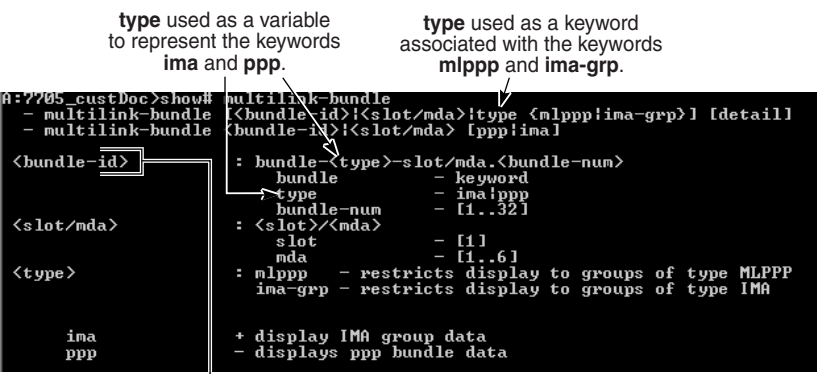 type used as a variable
to represent the keywords
ima and ppp.
type used as a keyword
associated with the keywords
mlppp and ima-grp.
A:7705_custDoc>show# multilink-bundle
- multilink-bundle [<bundle-id>|<slot/mda>|type {mlppp|ima-grp}] [detail]
- multilink-bundle <bundle-id>|<slot/mda> [ppp|ima]
<bundle-id> : bundle-<type>-slot/mda.<bundle-num>
bundle - keyword
type - ima|ppp
bundle-num - [1..32]
<slot/mda> : <slot>/<mda>
slot - [1]
mda - [1..6]
<type> : mlppp - restricts display to groups of type MLPPP
ima-grp - restricts display to groups of type IMA
ima + display IMA group data
ppp - displays ppp bundle data